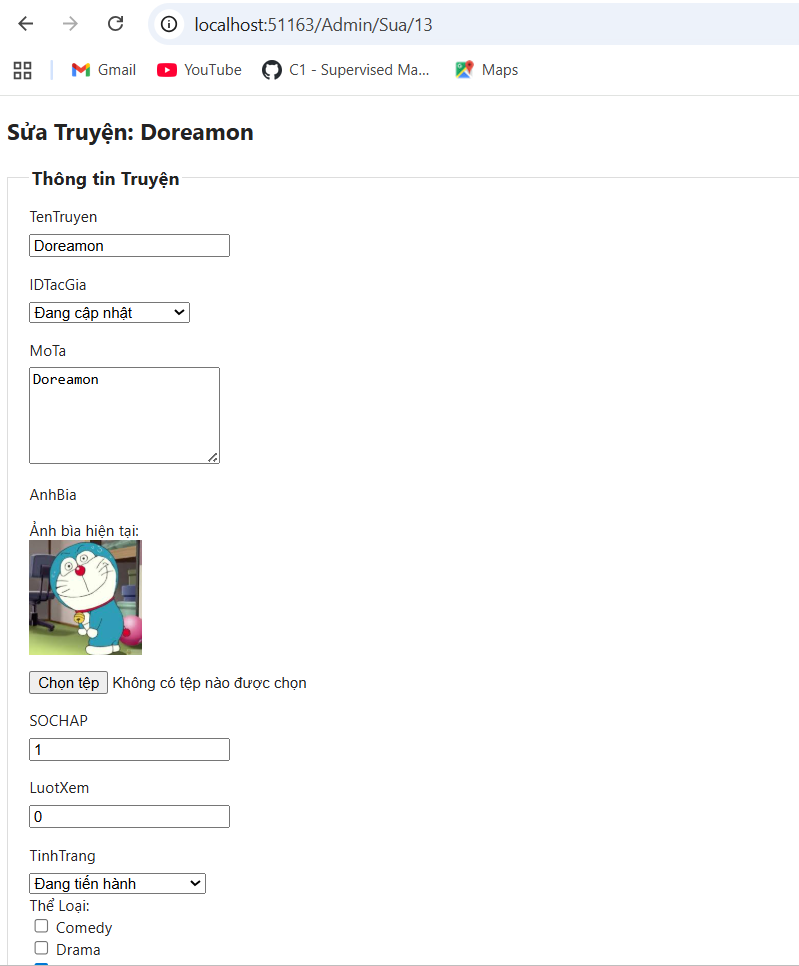 localhost:51163/Admin/Sua/13
Gmail YouTube C1 - Supervised Ma... Maps
Sửa Truyện: Doreamon
Thông tin Truyện
TenTruyen
Doreamon
IDTacGia
Đang cập nhật
MoTa
Doreamon
AnhBia
Ảnh bìa hiện tại:
Chọn tệp Không có tệp nào được chọn
SOCHAP
1
LuotXem
0
TinhTrang
Đang tiến hành
Thể Loại:
Comedy
Drama